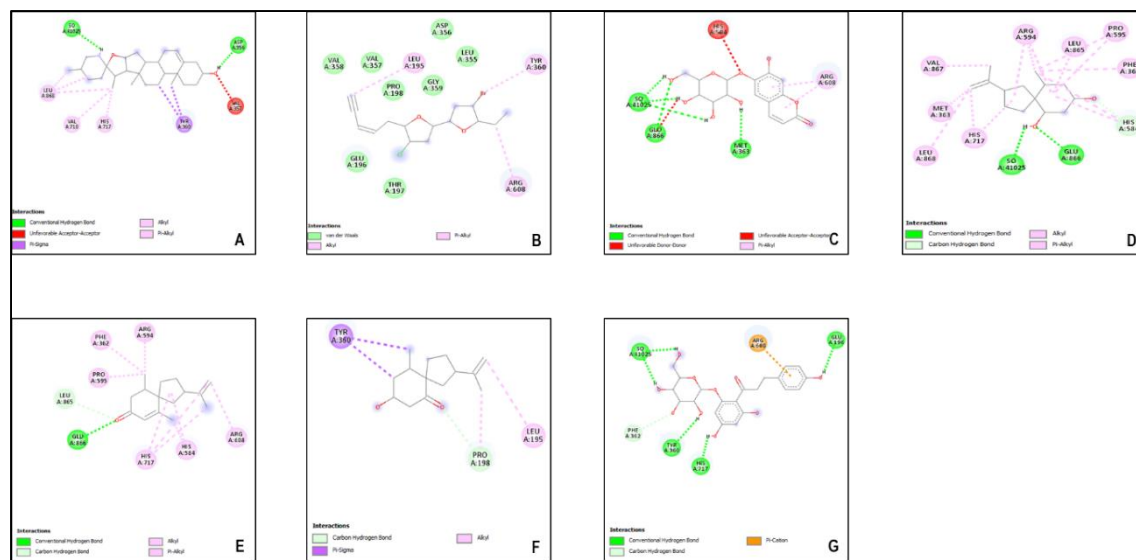 SO
A:1025
ASP
A:356
LEU
A:868
VAL
HIS
A:717
TYR
A:360
Interactions
Conventional Hydrogen Bond
Unfavorable Acceptor-Acceptor
Pi-Sigma
Alkyl
Pi-Alkyl
A
ASP
A:356
VAL
A:358
VAL
A:357
LEU
A:355
LEU
A:195
TYR
A:360
PRO
A:198
GLY
A:359
GLU
A:196
THR
A:197
ARG
A:608
Interactions
van der Waals
Alkyl
Pi-Alkyl
B
SO
A:1025
GLU
A:866
MET
A:363
ARG
A:608
Interactions
Conventional Hydrogen Bond
Unfavorable Donor-Donor
Unfavorable Acceptor-Acceptor
Pi-Alkyl
C
ARG
A:594
PRO
A:595
LEU
A:865
VAL
A:867
PHE
MET
A:363
HIS
HIS
A:717
LEU
A:868
SO
A:1025
GLU
A:866
Interactions
Conventional Hydrogen Bond
Carbon Hydrogen Bond
Alkyl
Pi-Alkyl
D
ARG
A:594
PHE
A:362
PRO
A:595
LEU
A:865
GLU
A:866
HIS
A:717
HIS
A:584
ARG
Interactions
Conventional Hydrogen Bond
Carbon Hydrogen Bond
Alkyl
Pi-Alkyl
E
TYR
A:360
LEU
A:195
PRO
A:198
Interactions
Carbon Hydrogen Bond
Pi-Sigma
Alkyl
F
SO
A:1025
ARG
GLU
A:196
PHE
A:362
TYR
A:360
HIS
A:717
Interactions
Conventional Hydrogen Bond
Carbon Hydrogen Bond
Pi-Cation
G